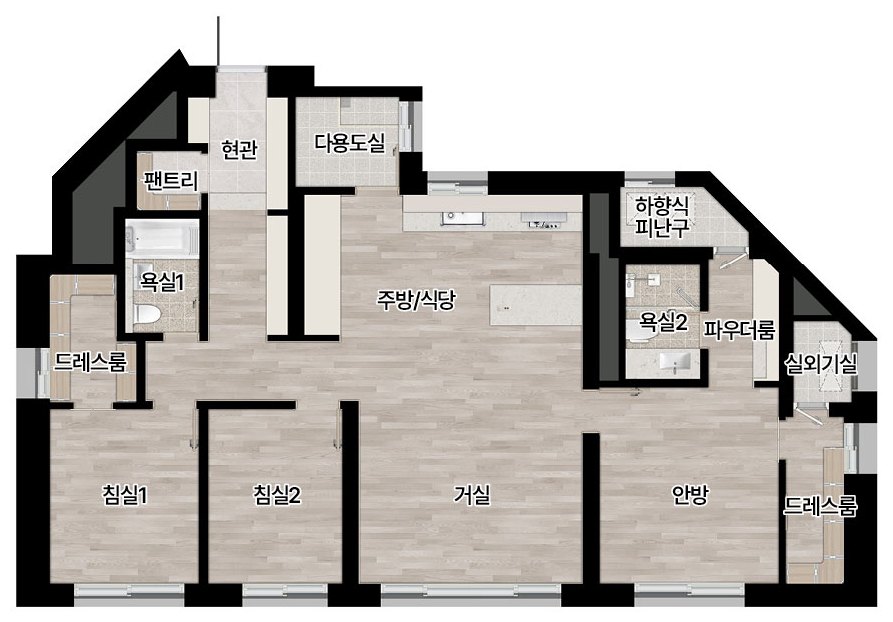 현관
다용도실
팬트리
하향식
피난구
욕실1
주방/식당
욕실2
파우더룸
드레스룸
실외기실
침실1
침실2
거실
안방
드레스룸